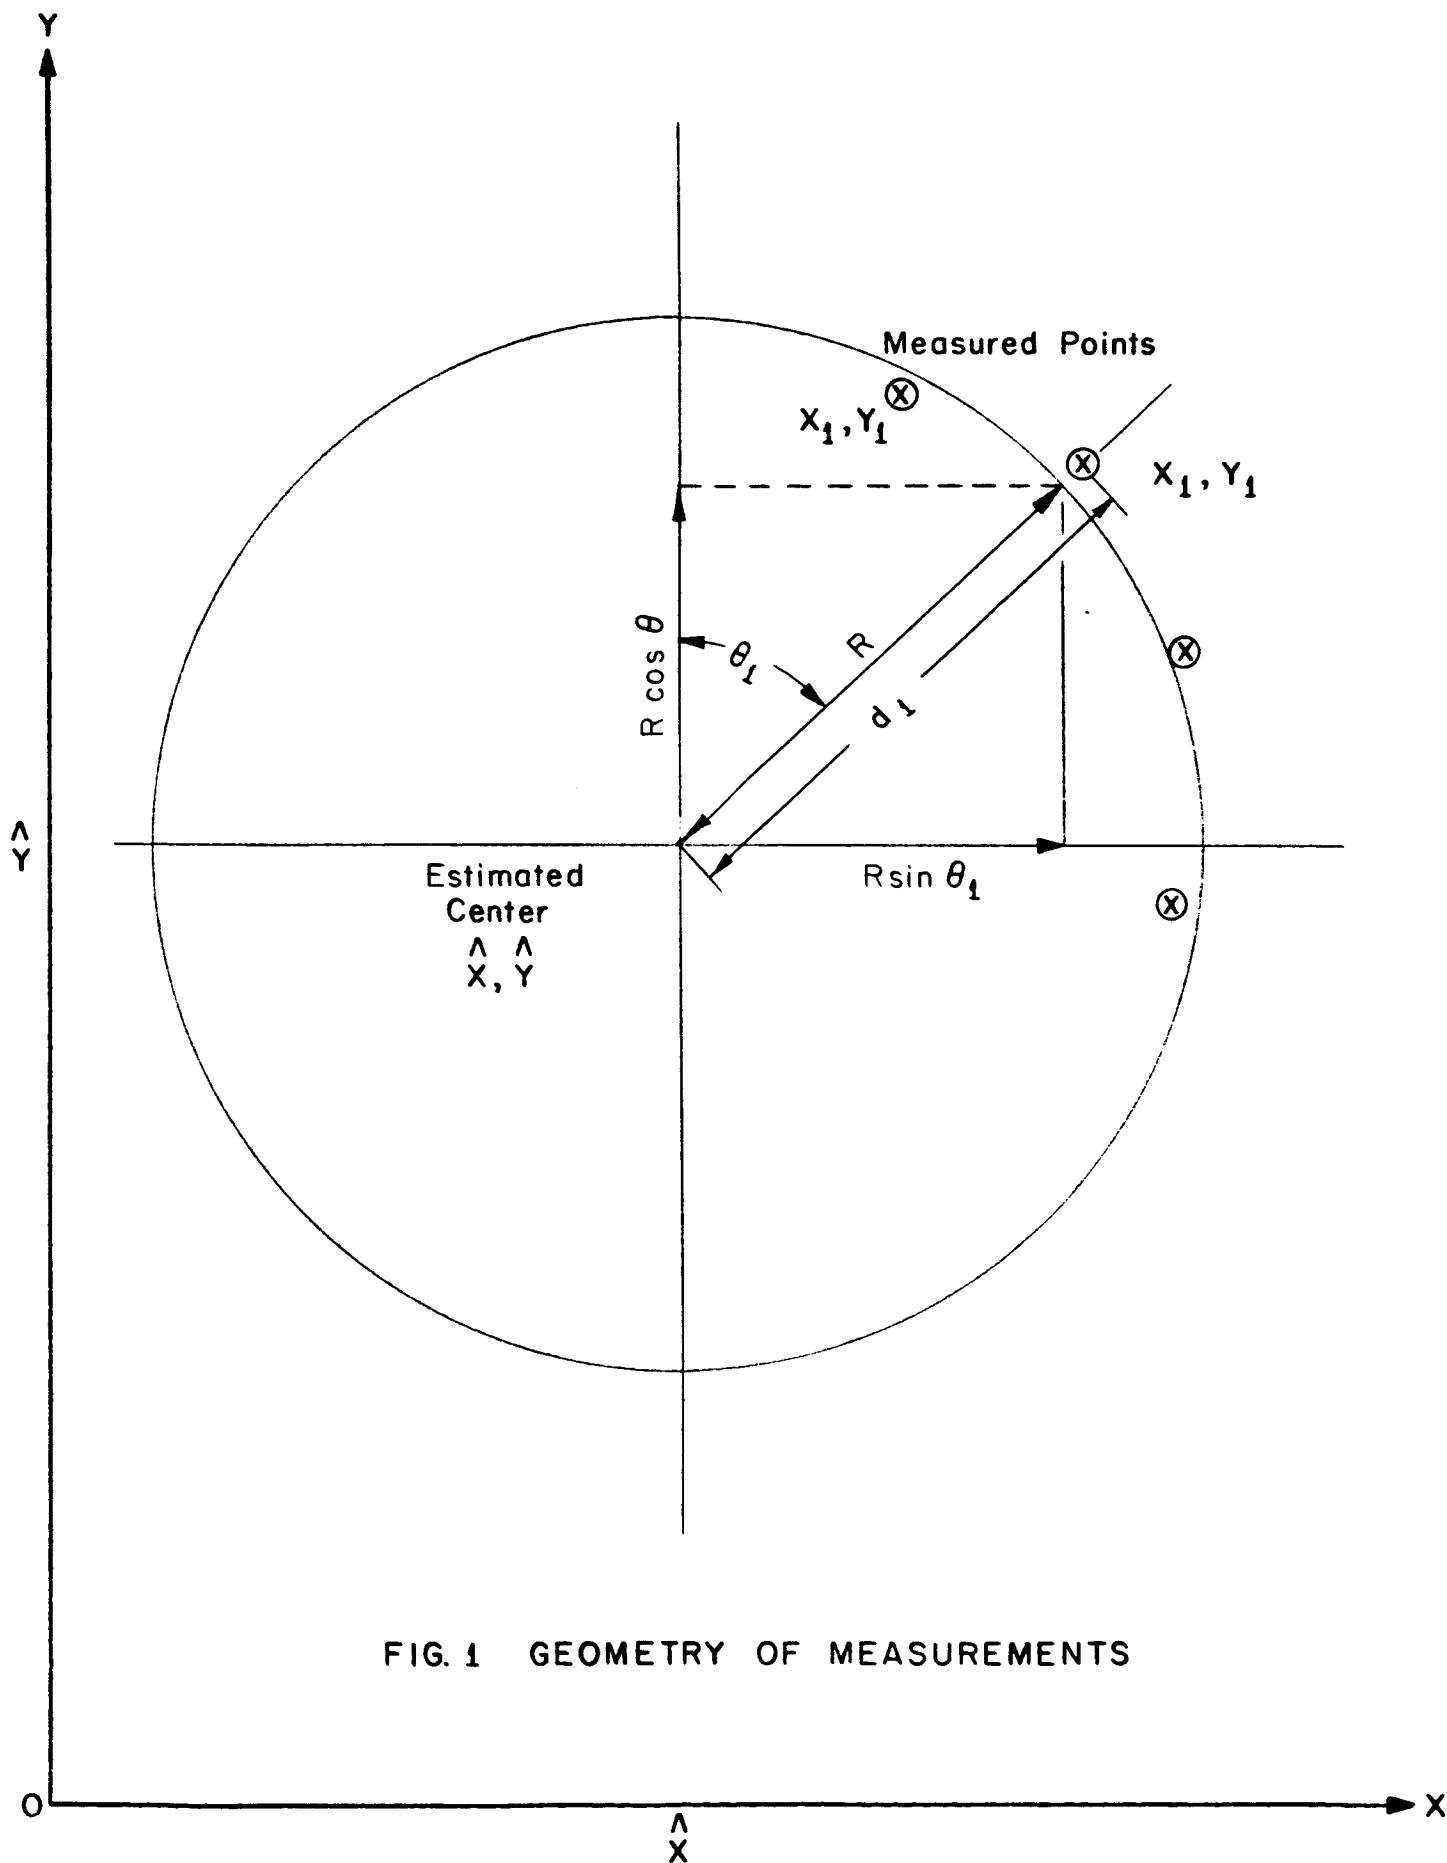 Y
Measured Points
X₁, Y₁
X₁, Y₁
R cos θ
θ₁
R
d₁
Ŷ
Estimated
Center
X̂, Ŷ
R sin θ₁
FIG. 1 GEOMETRY OF MEASUREMENTS
O
X
X̂